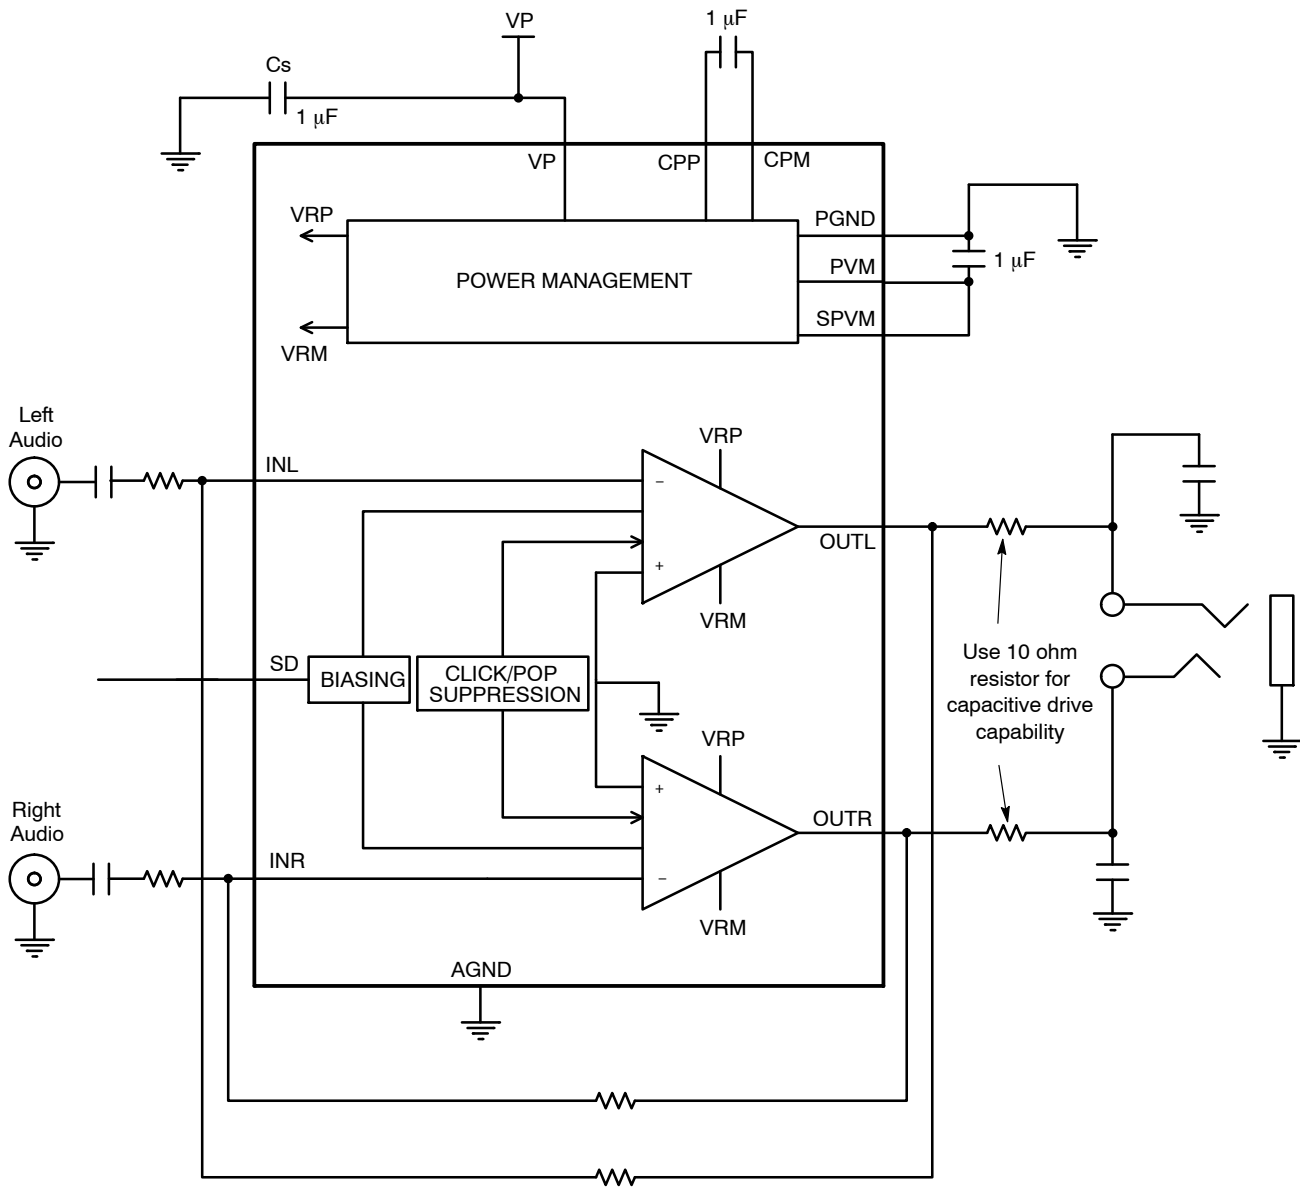 VP
1 μF
Cs
1 μF
VP
CPP
CPM
VRP
PGND
POWER MANAGEMENT
PVM
1 μF
SPVM
VRM
Left
Audio
VRP
INL
−
OUTL
+
VRM
SD
BIASING
CLICK/POP
SUPPRESSION
Use 10 ohm
resistor for
capacitive drive
capability
VRP
+
Right
Audio
OUTR
INR
−
VRM
AGND